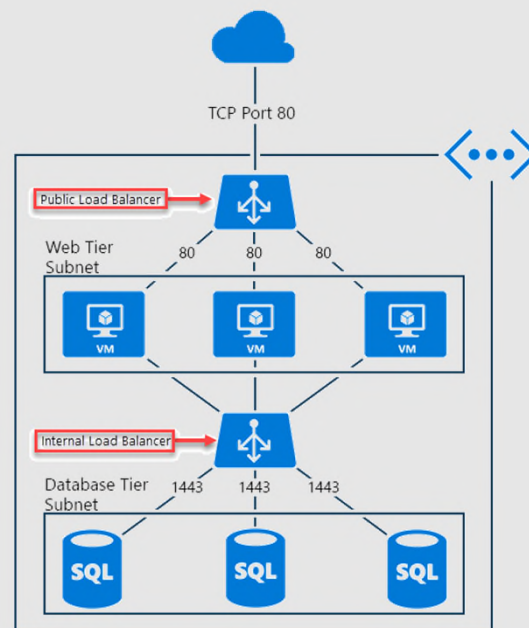 TCP Port 80
Public Load Balancer
80 80 80
Web Tier
Subnet
VM VM VM
Internal Load Balancer
Database Tier
Subnet
1443 1443 1443
SQL SQL SQL